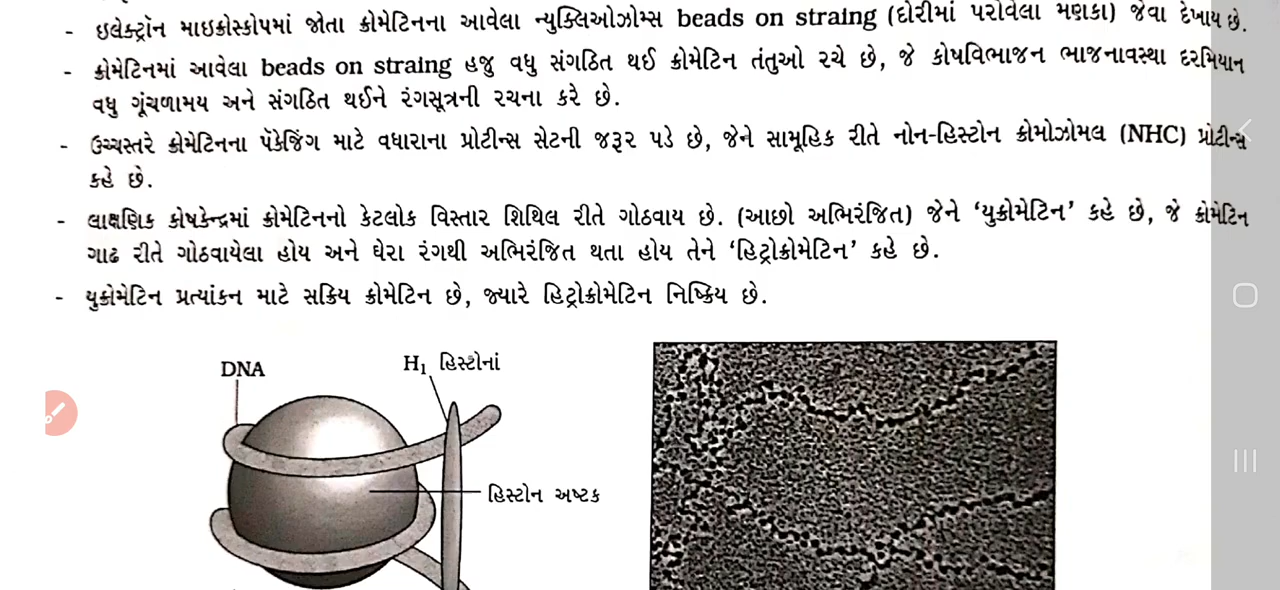 - ઇલેક્ટ્રૉન માઇક્રોસ્કોપમાં જોતા ક્રોમેટિનના આવેલા ન્યુક્લિઓઝોમ્સ beads on straing (દોરીમાં પરોવેલા મણકા) જેવા દેખાય છે.
- ક્રોમેટિનમાં આવેલા beads on straing હજુ વધુ સંગઠિત થઈ ક્રોમેટિન તંતુઓ રચે છે, જે કોષવિભાજન ભાજનાવસ્થા દરમિયાન
વધુ ગૂંચળામય અને સંગઠિત થઈને રંગસૂત્રની રચના કરે છે.
- ઉચ્ચસ્તરે ક્રોમેટિનના પૅકેજિંગ માટે વધારાના પ્રોટીન્સ સેટની જરૂર પડે છે, જેને સામૂહિક રીતે નોન-હિસ્ટોન ક્રોમોઝોમલ (NHC) પ્રોટીન્સ
કહે છે.
- લાક્ષણિક કોષકેન્દ્રમાં ક્રોમેટિનનો કેટલોક વિસ્તાર શિથિલ રીતે ગોઠવાય છે. (આછો અભિરંજિત) જેને ‘યુક્રોમેટિન’ કહે છે, જે ક્રોમેટિન
ગાઢ રીતે ગોઠવાયેલા હોય અને ઘેરા રંગથી અભિરંજિત થતા હોય તેને ‘હિટ્રોક્રોમેટિન’ કહે છે.
- યુક્રોમેટિન પ્રત્યાંકન માટે સક્રિય ક્રોમેટિન છે, જ્યારે હિટ્રોક્રોમેટિન નિષ્ક્રિય છે.
DNA
H₁ હિસ્ટોનાં
હિસ્ટોન અષ્ટક